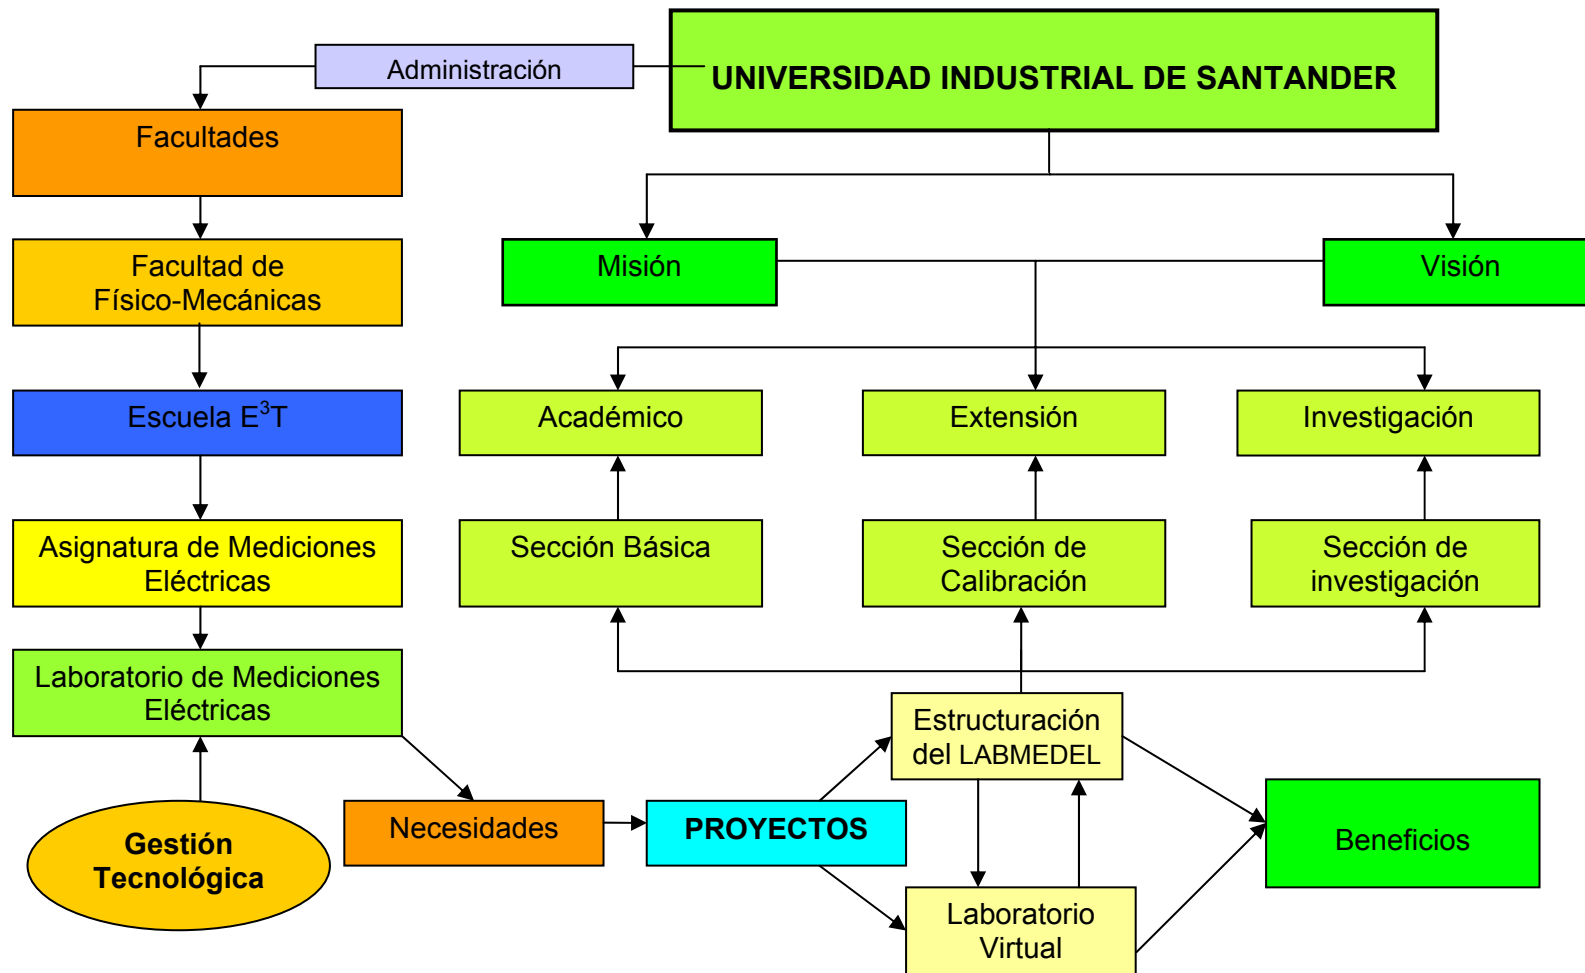 Administración
UNIVERSIDAD INDUSTRIAL DE SANTANDER
Facultades
Facultad de
Físico-Mecánicas
Misión
Visión
Escuela E³T
Académico
Extensión
Investigación
Asignatura de Mediciones
Eléctricas
Sección Básica
Sección de
Calibración
Sección de
investigación
Laboratorio de Mediciones
Eléctricas
Estructuración
del LABMEDEL
Gestión
Tecnológica
Necesidades
PROYECTOS
Beneficios
Laboratorio
Virtual